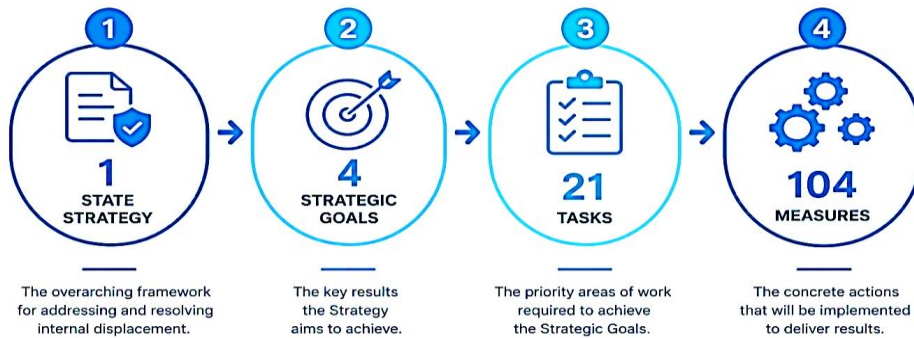 1
1
STATE
STRATEGY
The overarching framework
for addressing and resolving
internal displacement.
2
4
STRATEGIC
GOALS
The key results
the Strategy
aims to achieve.
3
21
TASKS
The priority areas of work
required to achieve
the Strategic Goals.
4
104
MEASURES
The concrete actions
that will be implemented
to deliver results.